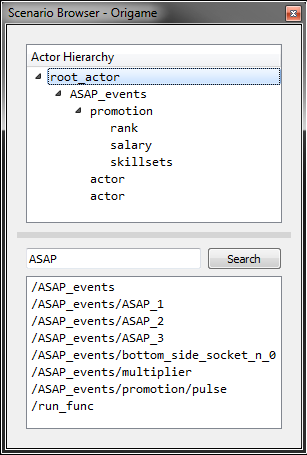 Scenario Browser - Origame
Actor Hierarchy
root_actor
ASAP_events
promotion
rank
salary
skillsets
actor
actor
ASAP
Search
/ASAP_events
/ASAP_events/ASAP_1
/ASAP_events/ASAP_2
/ASAP_events/ASAP_3
/ASAP_events/bottom_side_socket_n_0
/ASAP_events/multiplier
/ASAP_events/promotion/pulse
/run_func